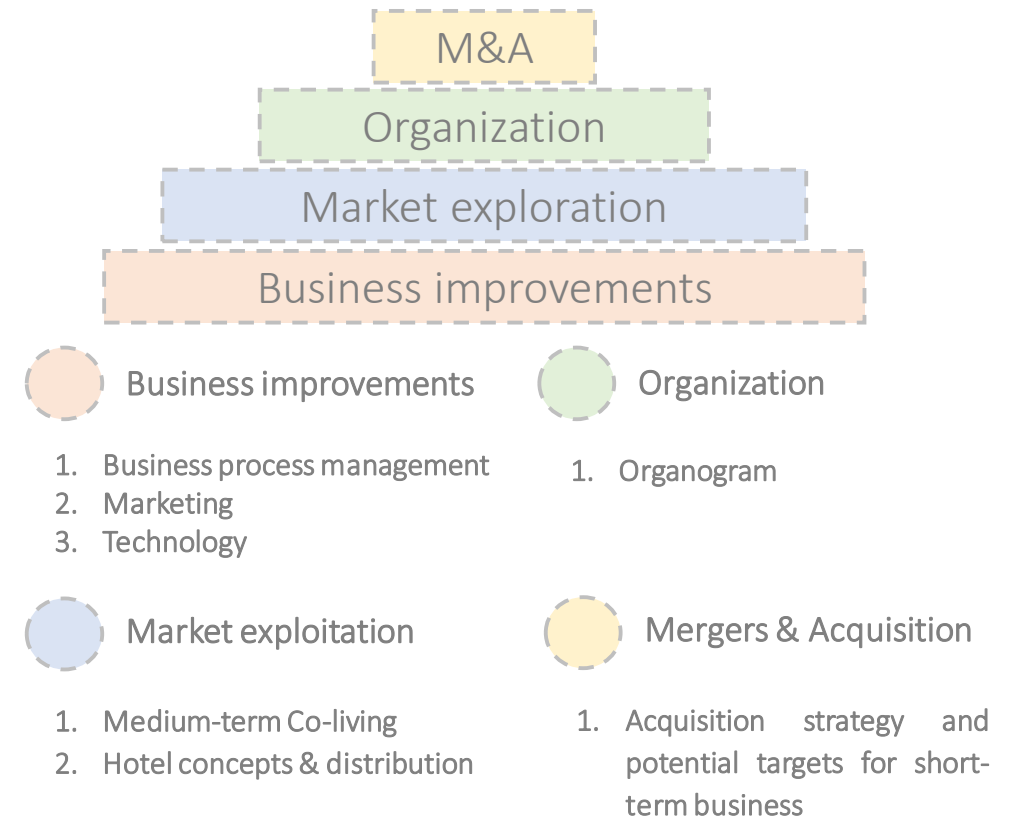 M&A
Organization
Market exploration
Business improvements
Business improvements
1. Business process management
2. Marketing
3. Technology
Organization
1. Organogram
Market exploitation
1. Medium-term Co-living
2. Hotel concepts & distribution
Mergers & Acquisition
1. Acquisition strategy and
potential targets for short-
term business